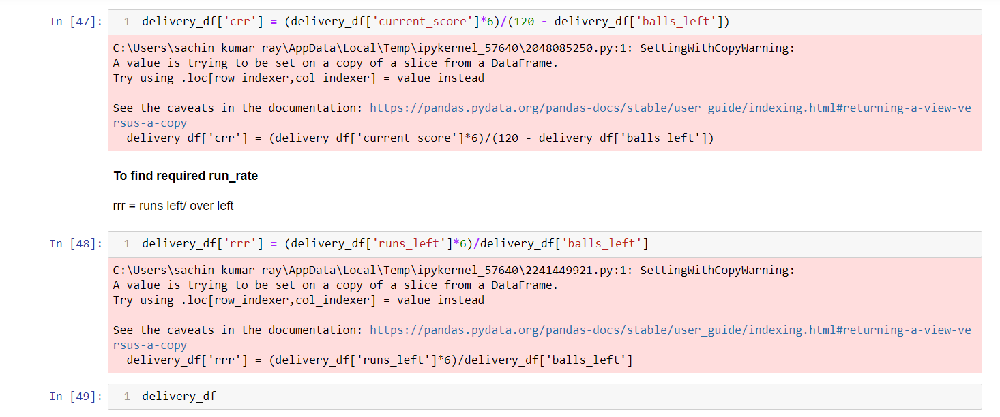 In [47]: 1 delivery_df['crr'] = (delivery_df['current_score']*6)/(120 - delivery_df['balls_left'])
C:\Users\sachin kumar ray\AppData\Local\Temp\ipykernel_57640\2048085250.py:1: SettingWithCopyWarning:
A value is trying to be set on a copy of a slice from a DataFrame.
Try using .loc[row_indexer,col_indexer] = value instead
See the caveats in the documentation: https://pandas.pydata.org/pandas-docs/stable/user_guide/indexing.html#returning-a-view-ve
rsus-a-copy
delivery_df['crr'] = (delivery_df['current_score']*6)/(120 - delivery_df['balls_left'])
To find required run_rate
rrr = runs left/ over left
In [48]: 1 delivery_df['rrr'] = (delivery_df['runs_left']*6)/delivery_df['balls_left']
C:\Users\sachin kumar ray\AppData\Local\Temp\ipykernel_57640\2241449921.py:1: SettingWithCopyWarning:
A value is trying to be set on a copy of a slice from a DataFrame.
Try using .loc[row_indexer,col_indexer] = value instead
See the caveats in the documentation: https://pandas.pydata.org/pandas-docs/stable/user_guide/indexing.html#returning-a-view-ve
rsus-a-copy
delivery_df['rrr'] = (delivery_df['runs_left']*6)/delivery_df['balls_left']
In [49]: 1 delivery_df